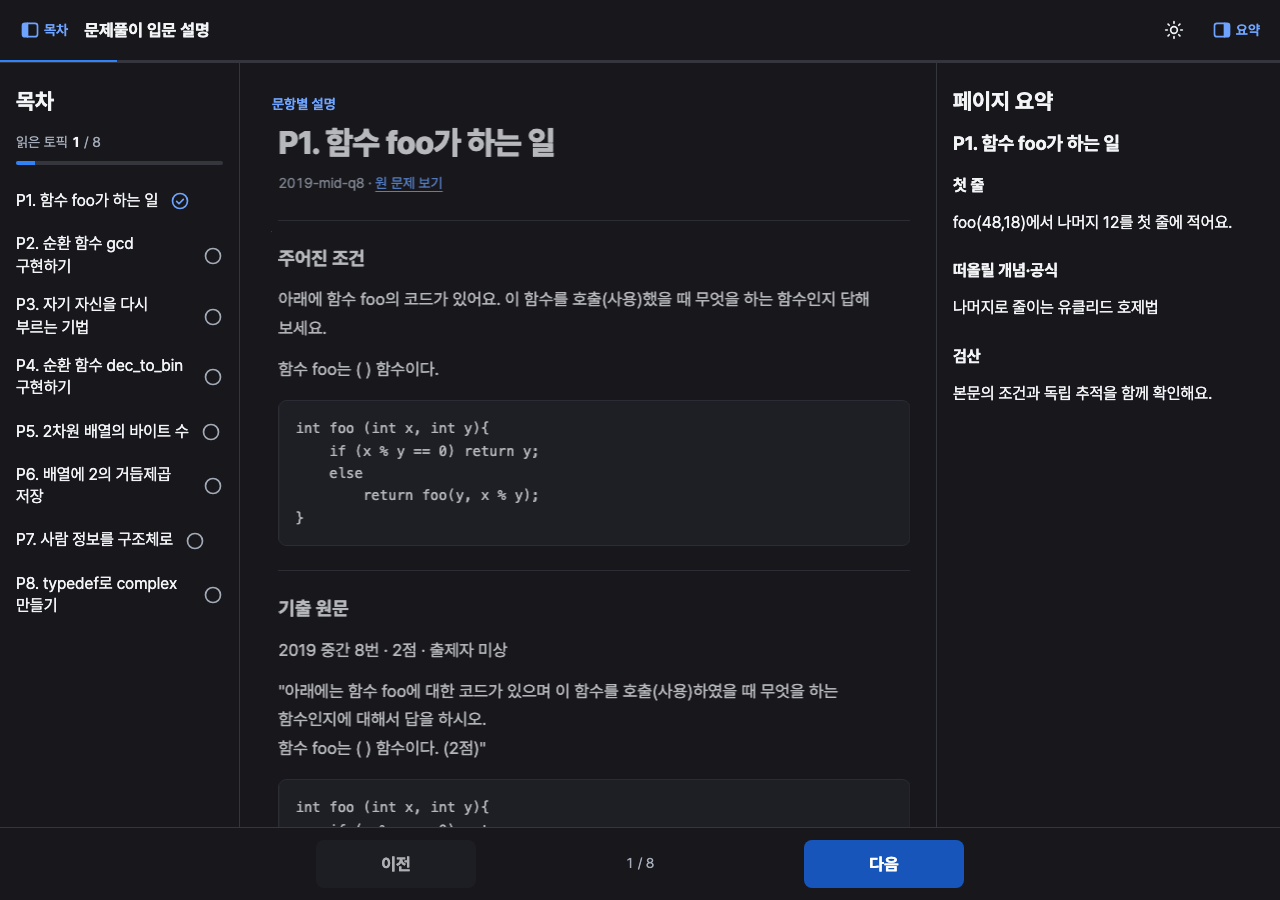 목차
문제풀이 입문 설명
요약
목차
읽은 토픽 1 / 8
P1. 함수 foo가 하는 일
P2. 순환 함수 gcd
구현하기
P3. 자기 자신을 다시
부르는 기법
P4. 순환 함수 dec_to_bin
구현하기
P5. 2차원 배열의 바이트 수
P6. 배열에 2의 거듭제곱
저장
P7. 사람 정보를 구조체로
P8. typedef로 complex
만들기
문항별 설명
P1. 함수 foo가 하는 일
2019-mid-q8 · 원 문제 보기
주어진 조건
아래에 함수 foo의 코드가 있어요. 이 함수를 호출(사용)했을 때 무엇을 하는 함수인지 답해
보세요.
함수 foo는 ( ) 함수이다.
int foo (int x, int y){
    if (x % y == 0) return y;
    else
        return foo(y, x % y);
}
기출 원문
2019 중간 8번 · 2점 · 출제자 미상
"아래에는 함수 foo에 대한 코드가 있으며 이 함수를 호출(사용)하였을 때 무엇을 하는
함수인지에 대해서 답을 하시오.
함수 foo는 ( ) 함수이다. (2점)"
int foo (int x, int y){
페이지 요약
P1. 함수 foo가 하는 일
첫 줄
foo(48,18)에서 나머지 12를 첫 줄에 적어요.
떠올릴 개념·공식
나머지로 줄이는 유클리드 호제법
검산
본문의 조건과 독립 추적을 함께 확인해요.
이전
1 / 8
다음